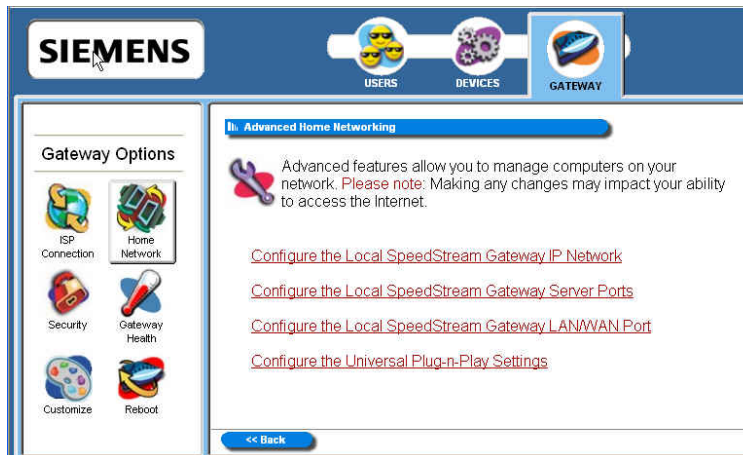 SIEMENS
USERS
DEVICES
GATEWAY
Gateway Options
ISP
Connection
Home
Network
Security
Gateway
Health
Customize
Reboot
Advanced Home Networking
Advanced features allow you to manage computers on your
network. Please note: Making any changes may impact your ability
to access the Internet.
Configure the Local SpeedStream Gateway IP Network
Configure the Local SpeedStream Gateway Server Ports
Configure the Local SpeedStream Gateway LAN/WAN Port
Configure the Universal Plug-n-Play Settings
<< Back